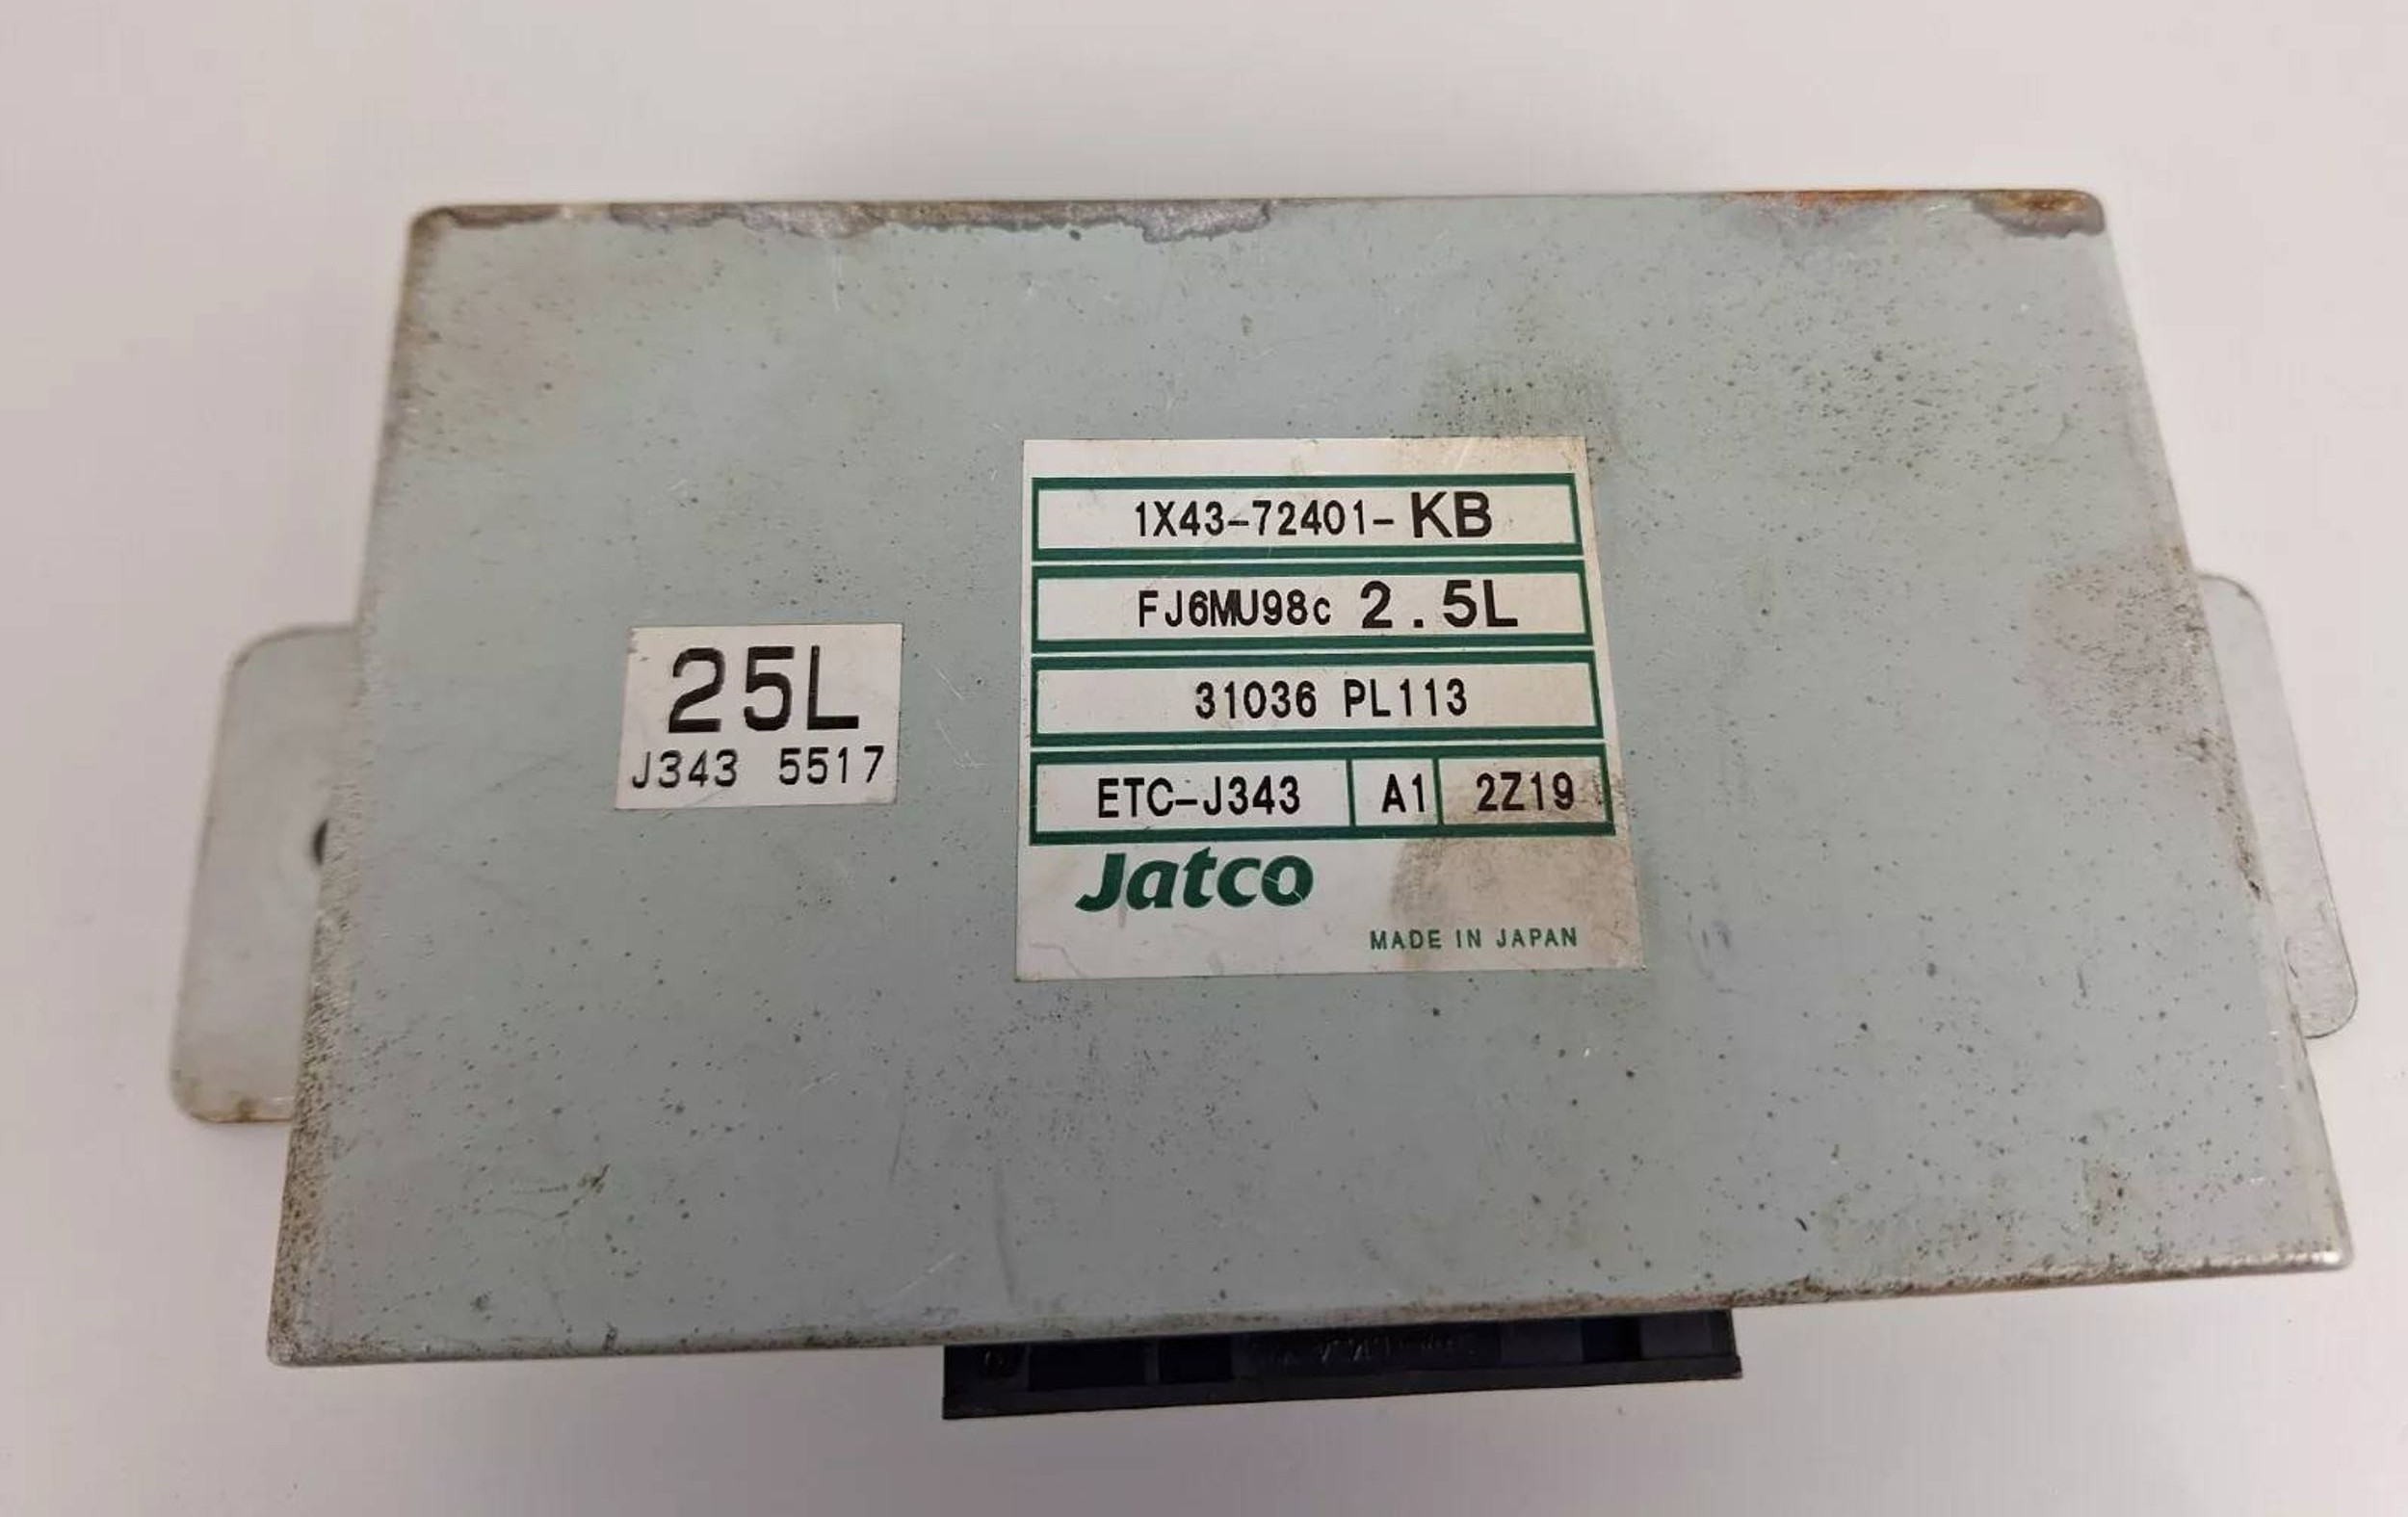 1X43-72401-KB
FJ6MU98c 2.5L
31036 PL113
ETC-J343 A1 2Z19
Jatco
MADE IN JAPAN
25L
J343 5517